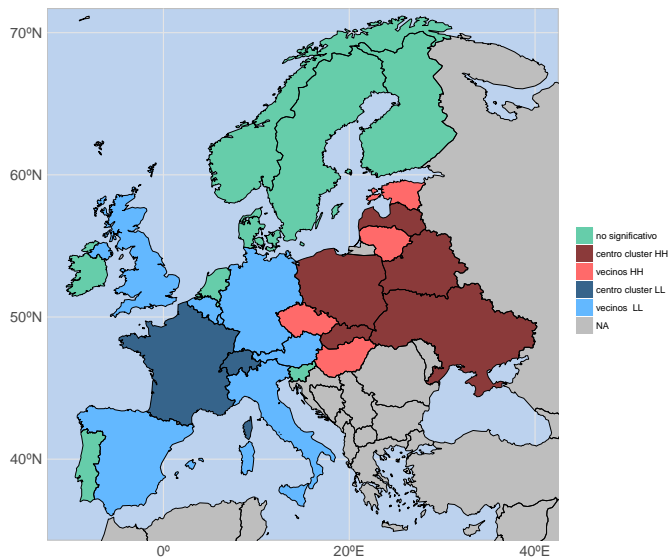 70ºN
60ºN
50ºN
40ºN
0º
20ºE
40ºE
no significativo
centro cluster HH
vecinos HH
centro cluster LL
vecinos LL
NA